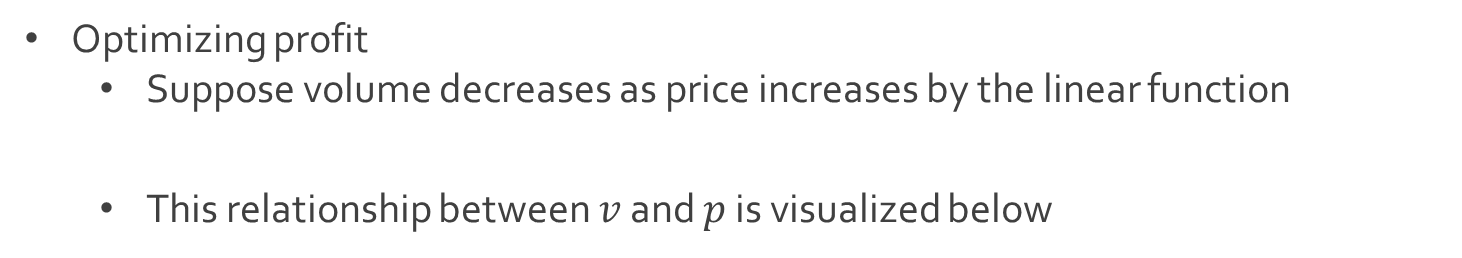 • Optimizing profit
• Suppose volume decreases as price increases by the linear function
• This relationship between v and p is visualized below